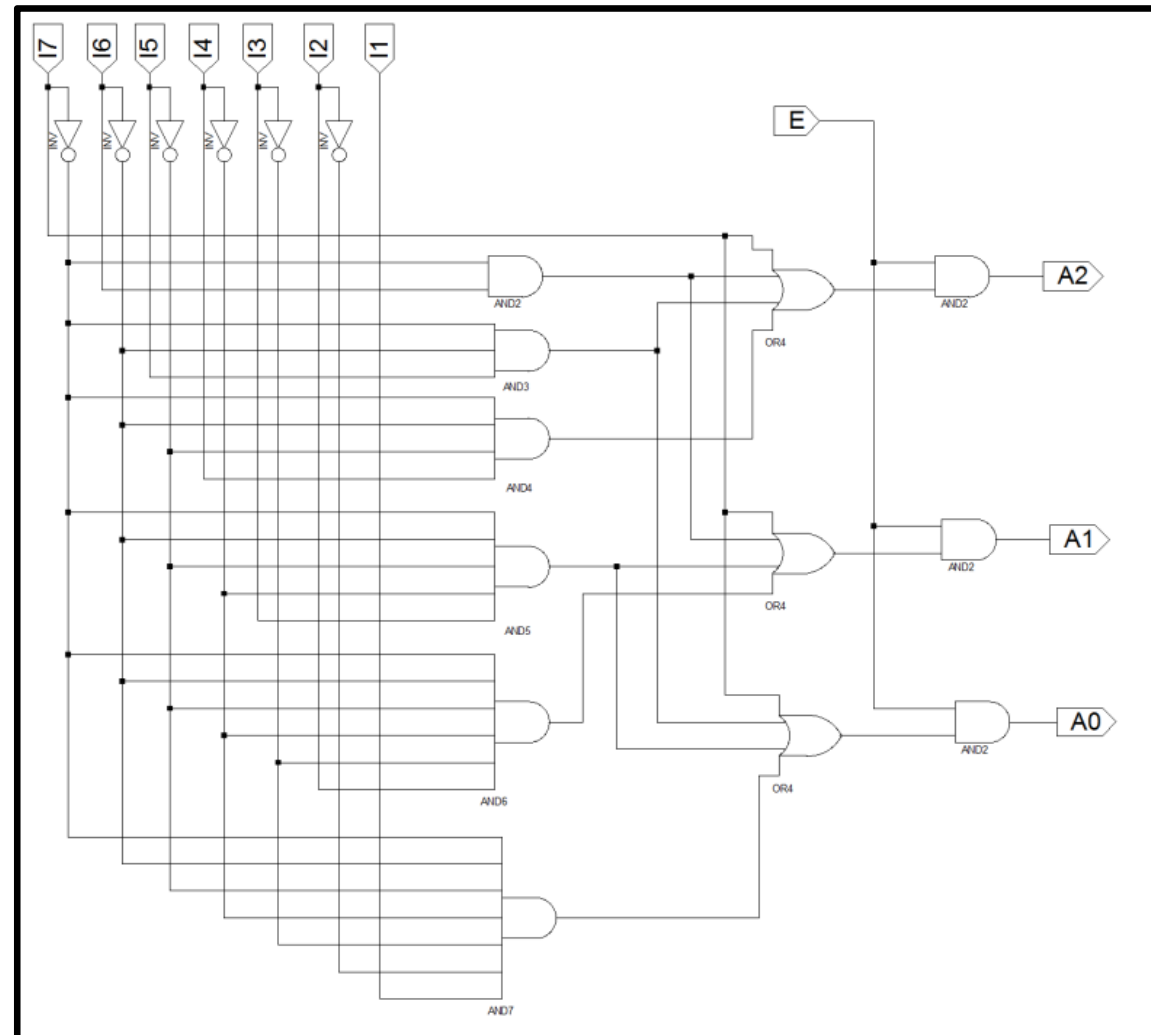 I7
I6
I5
I4
I3
I2
I1
INV
INV
INV
INV
INV
INV
E
AND2
AND2
A2
OR4
AND3
AND4
A1
AND2
OR4
AND5
A0
AND2
OR4
AND6
AND7